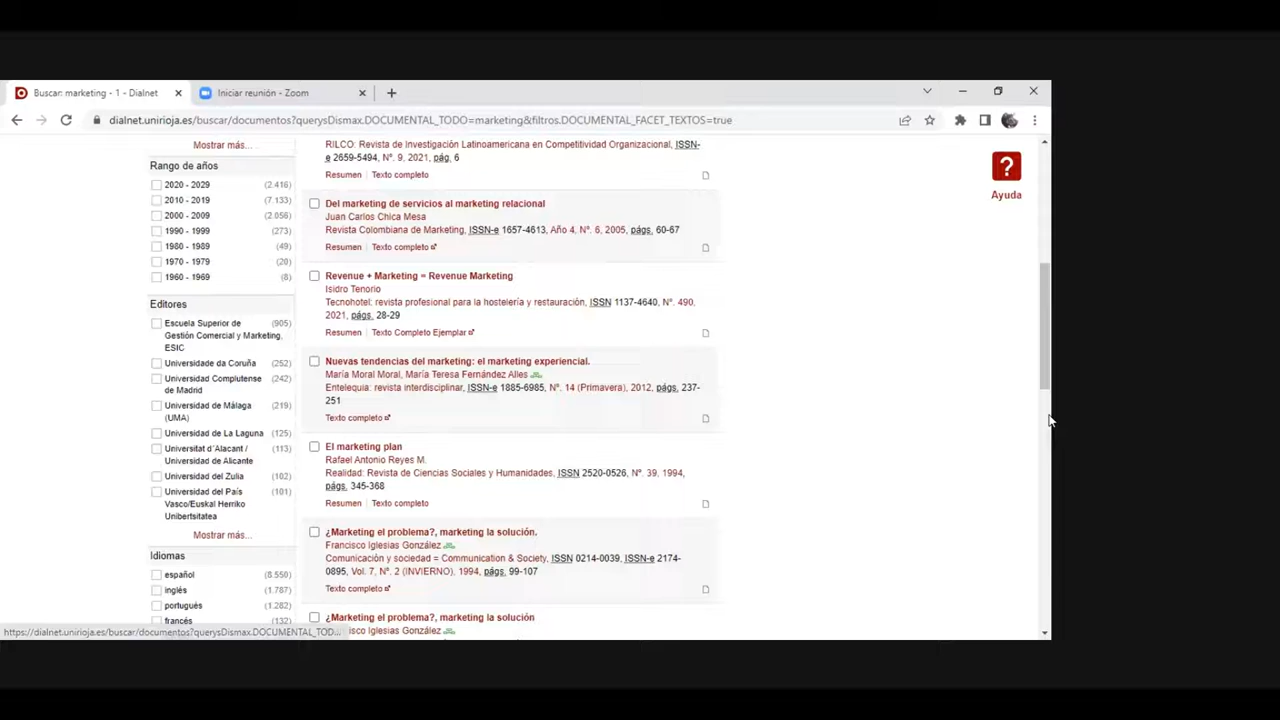 Buscar: marketing - 1 - Dialnet
Iniciar reunión - Zoom
dialnet.unirioja.es/buscar/documentos?querysDismax.DOCUMENTAL_TODO=marketing&filtros.DOCUMENTAL_FACET_TEXTOS=true
Mostrar más...
Rango de años
2020 - 2029 (2.416)
2010 - 2019 (7.133)
2000 - 2009 (2.056)
1990 - 1999 (273)
1980 - 1989 (49)
1970 - 1979 (20)
1960 - 1969 (8)
Editores
Escuela Superior de (905)
Gestión Comercial y Marketing,
ESIC
Universidade da Coruña (252)
Universidad Complutense (242)
de Madrid
Universidad de Málaga (219)
(UMA)
Universidad de La Laguna (125)
Universitat d´Alacant / (113)
Universidad de Alicante
Universidad del Zulia (102)
Universidad del País (101)
Vasco/Euskal Herriko
Unibertsitatea
Mostrar más...
Idiomas
español (8.550)
inglés (1.787)
portugués (1.282)
francés (132)
RILCO: Revista de Investigación Latinoamericana en Competitividad Organizacional, ISSN-
e 2659-5494, Nº. 9, 2021, pág. 6
Resumen Texto completo
Del marketing de servicios al marketing relacional
Juan Carlos Chica Mesa
Revista Colombiana de Marketing, ISSN-e 1657-4613, Año 4, Nº. 6, 2005, págs. 60-67
Resumen Texto completo
Revenue + Marketing = Revenue Marketing
Isidro Tenorio
Tecnohotel: revista profesional para la hostelería y restauración, ISSN 1137-4640, Nº. 490,
2021, págs. 28-29
Resumen Texto Completo Ejemplar
Nuevas tendencias del marketing: el marketing experiencial.
María Moral Moral, María Teresa Fernández Alles
Entelequia: revista interdisciplinar, ISSN-e 1885-6985, Nº. 14 (Primavera), 2012, págs. 237-
251
Texto completo
El marketing plan
Rafael Antonio Reyes M.
Realidad: Revista de Ciencias Sociales y Humanidades, ISSN 2520-0526, Nº. 39, 1994,
págs. 345-368
Resumen Texto completo
¿Marketing el problema?, marketing la solución.
Francisco Iglesias González
Comunicación y sociedad = Communication & Society, ISSN 0214-0039, ISSN-e 2174-
0895, Vol. 7, Nº. 2 (INVIERNO), 1994, págs. 99-107
Texto completo
¿Marketing el problema?, marketing la solución
isco Iglesias González
?
Ayuda
https://dialnet.unirioja.es/buscar/documentos?querysDismax.DOCUMENTAL_TOD...